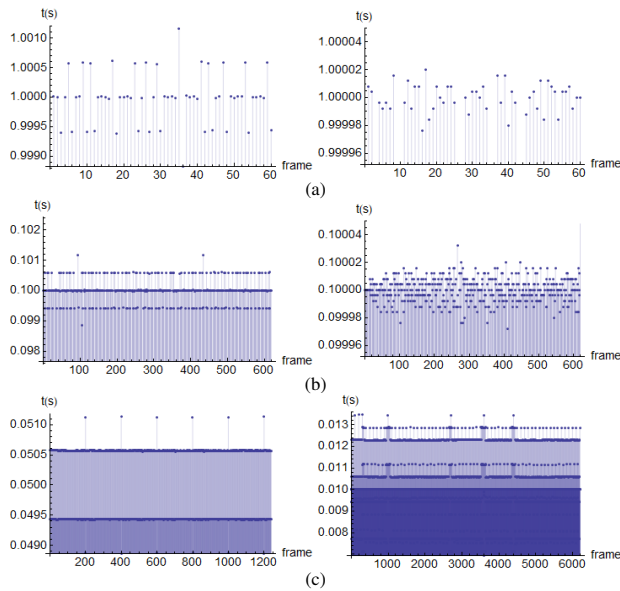 t(s)
1.0010
1.0005
1.0000
0.9995
0.9990
10 20 30 40 50 60
frame
t(s)
1.00004
1.00002
1.00000
0.99998
0.99996
10 20 30 40 50 60
frame
(a)
t(s)
0.102
0.101
0.100
0.099
0.098
100 200 300 400 500 600
frame
t(s)
0.10004
0.10002
0.10000
0.99998
0.99996
100 200 300 400 500 600
frame
(b)
t(s)
0.0510
0.0505
0.0500
0.0495
0.0490
200 400 600 800 1000 1200
frame
t(s)
0.013
0.012
0.011
0.010
0.009
0.008
1000 2000 3000 4000 5000 6000
frame
(c)